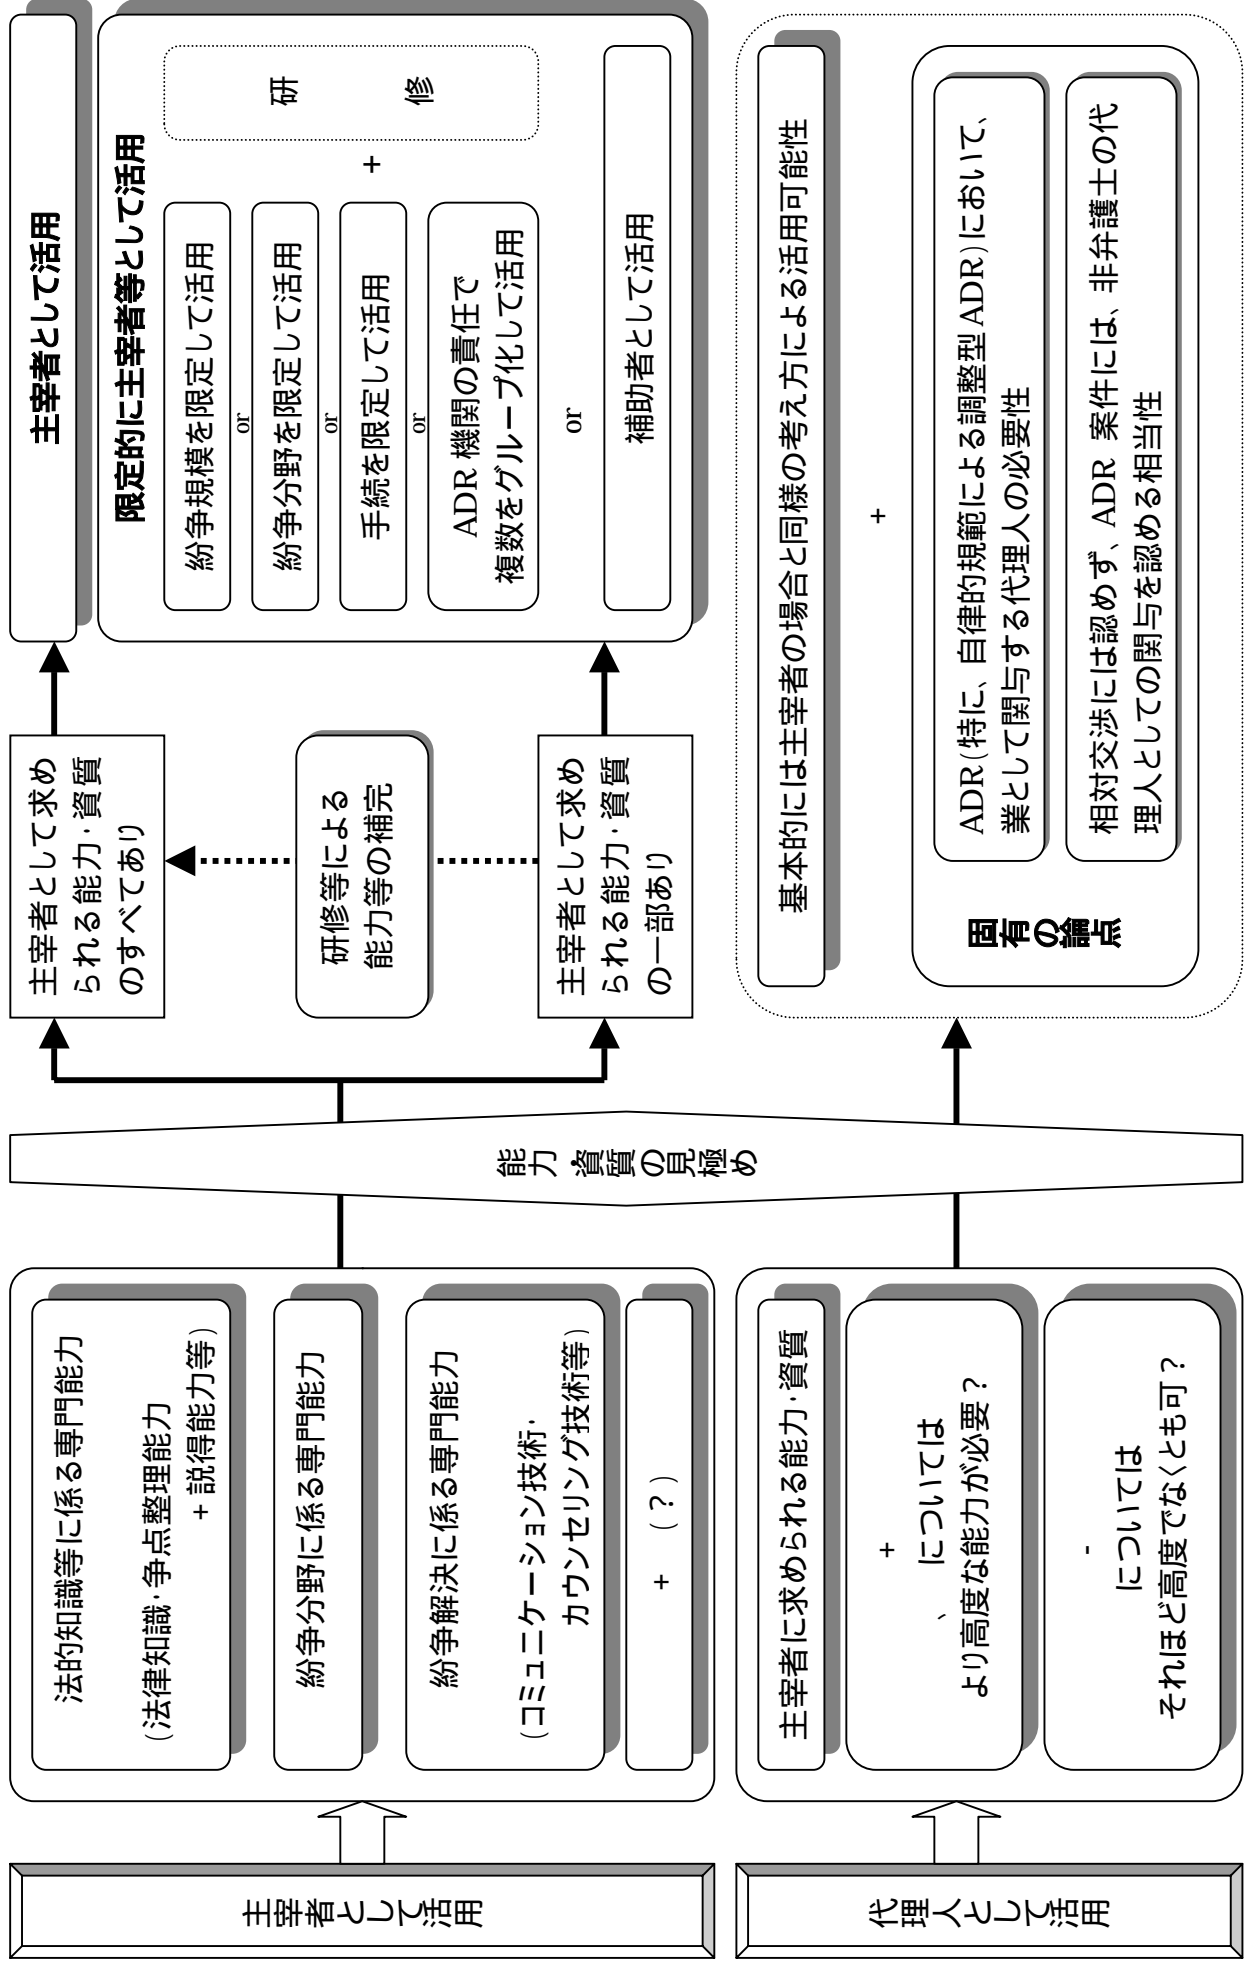 主宰者として活用
法的知識等に係る専門能力
(法律知識・争点整理能力
+ 説得能力等)
紛争分野に係る専門能力
紛争解決に係る専門能力
(コミュニケーション技術・
カウンセリング技術等)
+ (?)
能力・資質の見極め
主宰者として求め
られる能力・資質
のすべてあり
研修等による
能力等の補完
主宰者として求め
られる能力・資質
の一部あり
主宰者として活用
限定的に主宰者等として活用
紛争規模を限定して活用
or
紛争分野を限定して活用
or
手続を限定して活用
or
ADR 機関の責任で
複数をグループ化して活用
+
研 修
or
補助者として活用
代理人として活用
主宰者に求められる能力・資質
+
、 については
より高度な能力が必要?
-
については
それほど高度でなくとも可?
基本的には主宰者の場合と同様の考え方による活用可能性
+
固有の論点
ADR(特に、自律的規範による調整型 ADR)において、
業として関与する代理人の必要性
相対交渉には認めず、ADR 案件には、非弁護士の代
理人としての関与を認める相当性